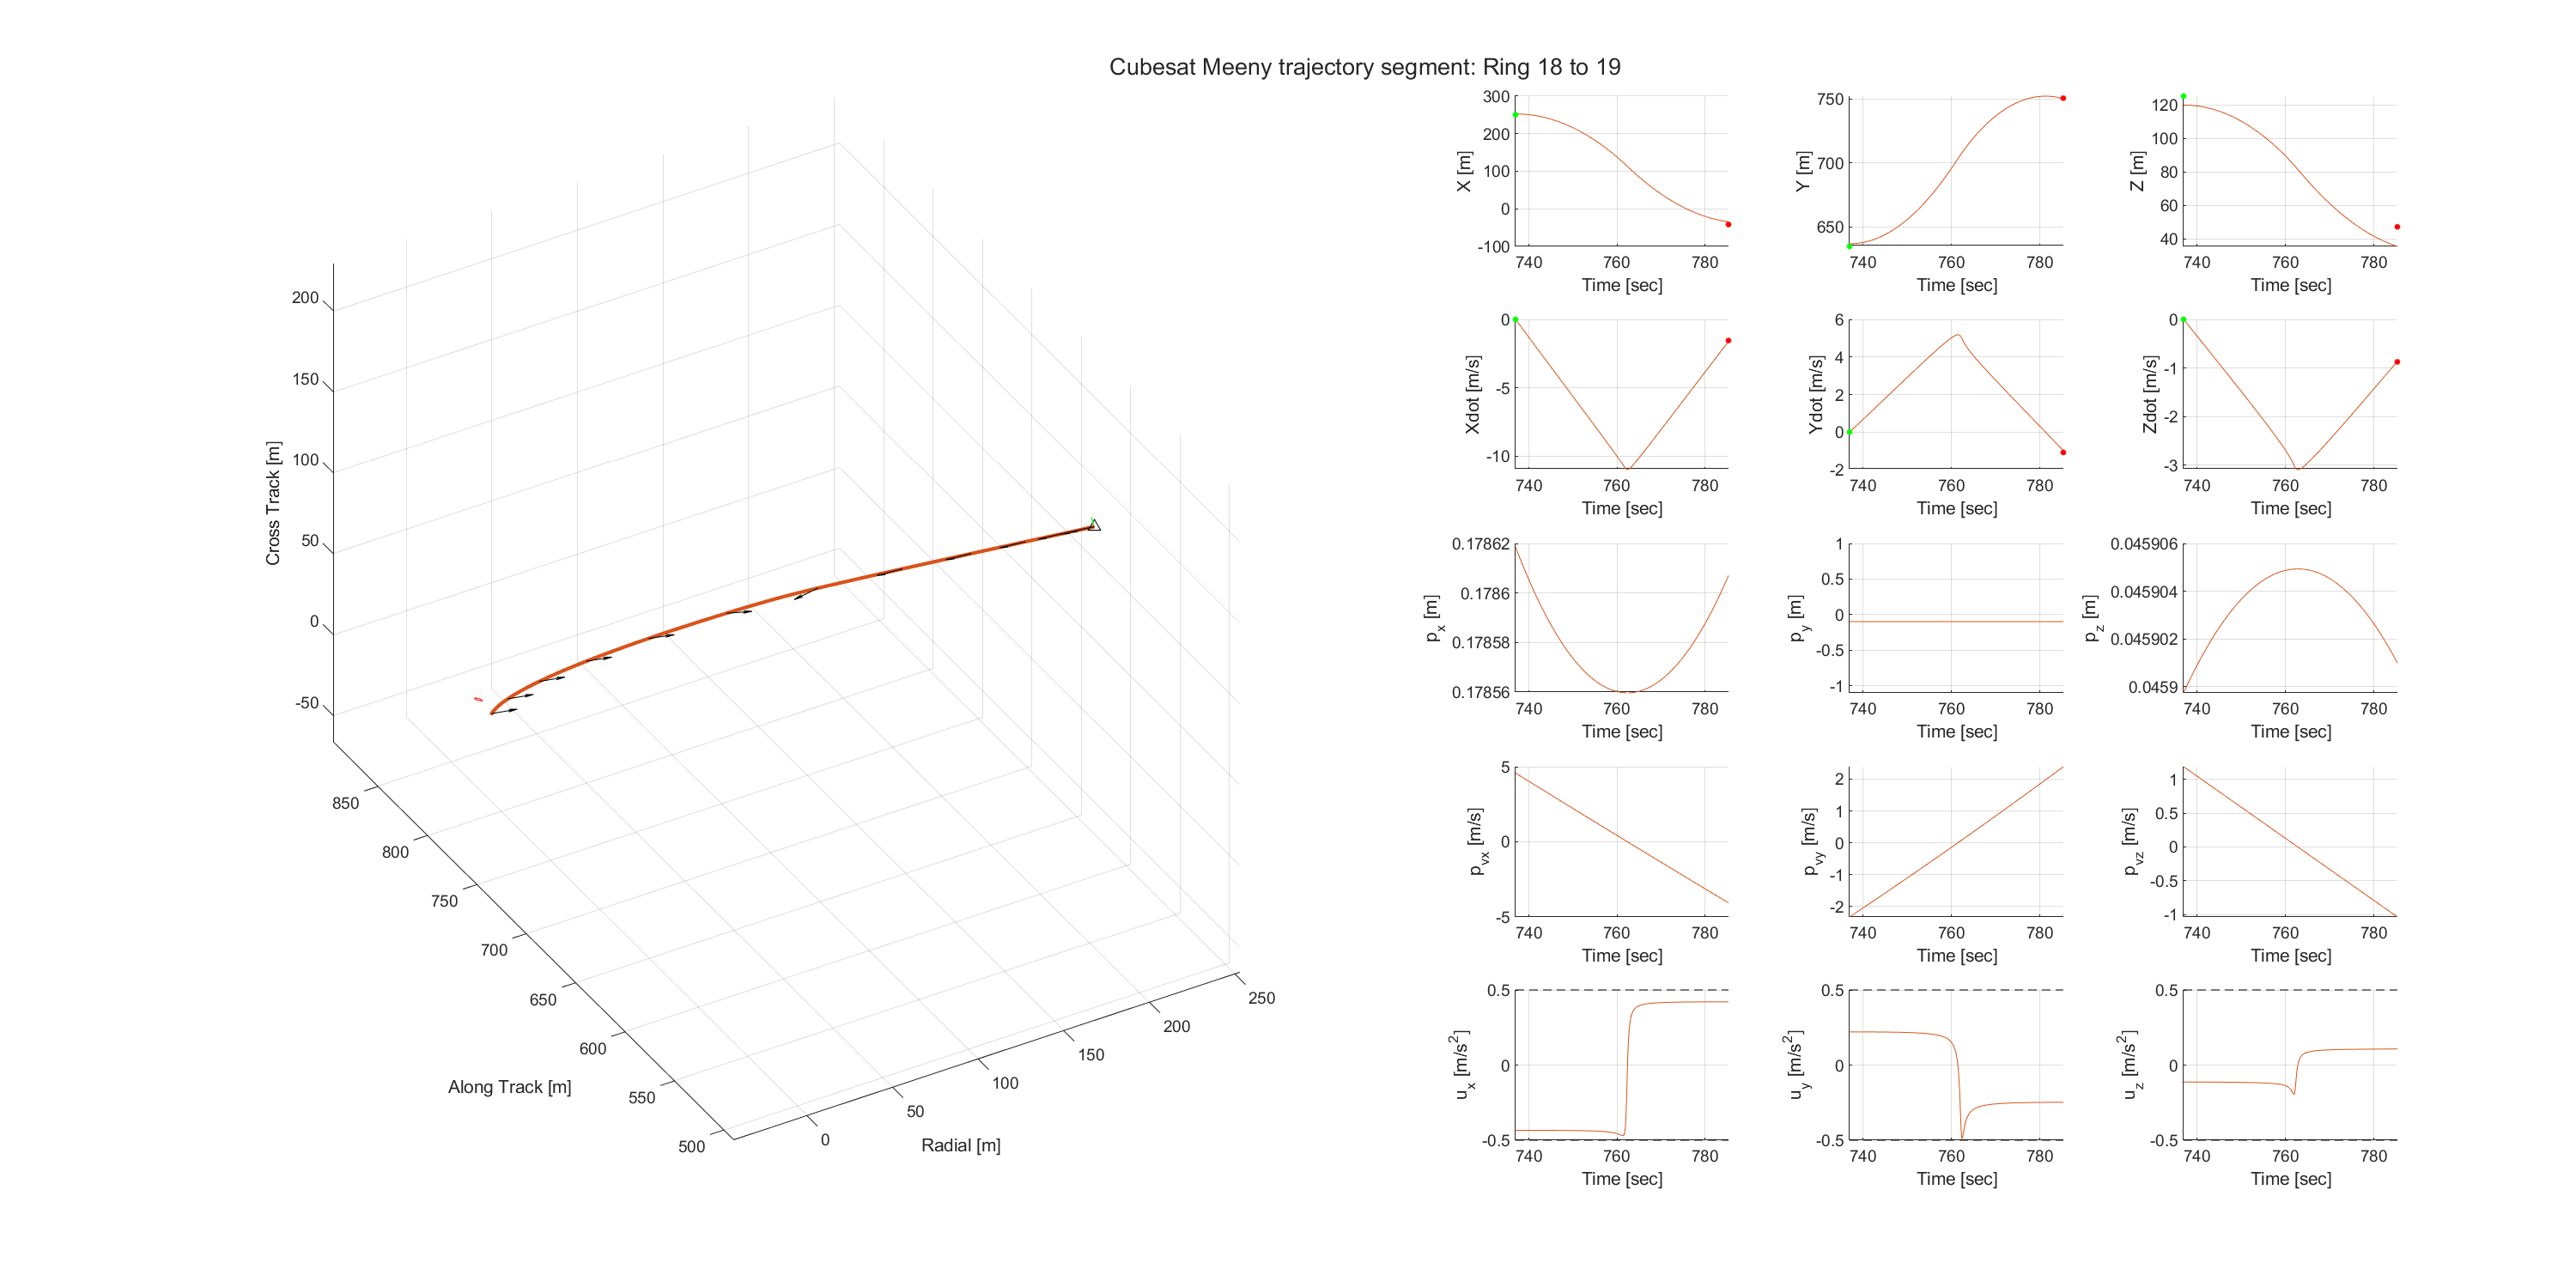 Cubesat Meeny trajectory segment: Ring 18 to 19
Cross Track [m]
200
150
100
50
0
-50
Along Track [m]
850
800
750
700
650
600
550
500
Radial [m]
0
50
100
150
200
250
X [m]
300
200
100
0
-100
740 760 780
Time [sec]
Y [m]
750
700
650
740 760 780
Time [sec]
Z [m]
120
100
80
60
40
740 760 780
Time [sec]
Xdot [m/s]
0
-5
-10
740 760 780
Time [sec]
Ydot [m/s]
6
4
2
0
-2
740 760 780
Time [sec]
Zdot [m/s]
0
-1
-2
-3
740 760 780
Time [sec]
p_x [m]
0.17862
0.1786
0.17858
0.17856
740 760 780
Time [sec]
p_y [m]
1
0.5
0
-0.5
-1
740 760 780
Time [sec]
p_z [m]
0.045906
0.045904
0.045902
0.0459
740 760 780
Time [sec]
p_vx [m/s]
5
0
-5
740 760 780
Time [sec]
p_vy [m/s]
2
1
0
-1
-2
740 760 780
Time [sec]
p_vz [m/s]
1
0.5
0
-0.5
-1
740 760 780
Time [sec]
u_x [m/s^2]
0.5
0
-0.5
740 760 780
Time [sec]
u_y [m/s^2]
0.5
0
-0.5
740 760 780
Time [sec]
u_z [m/s^2]
0.5
0
-0.5
740 760 780
Time [sec]